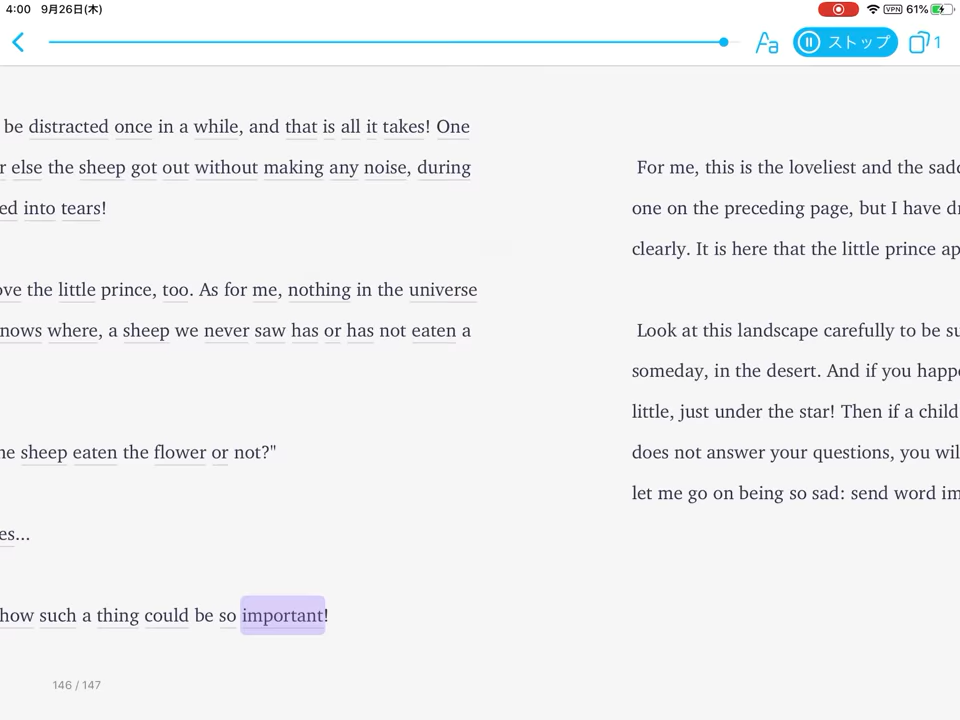 4:00 9月26日(木) VPN 61%
ストップ 1
be distracted once in a while, and that is all it takes! One
else the sheep got out without making any noise, during
into tears!
the little prince, too. As for me, nothing in the universe
where, a sheep we never saw has or has not eaten a
sheep eaten the flower or not?"
...
how such a thing could be so important!
146 / 147
For me, this is the loveliest and the
one on the preceding page, but I have
clearly. It is here that the little prince
Look at this landscape carefully to be
someday, in the desert. And if you
little, just under the star! Then if a child
does not answer your questions, you
let me go on being so sad: send word